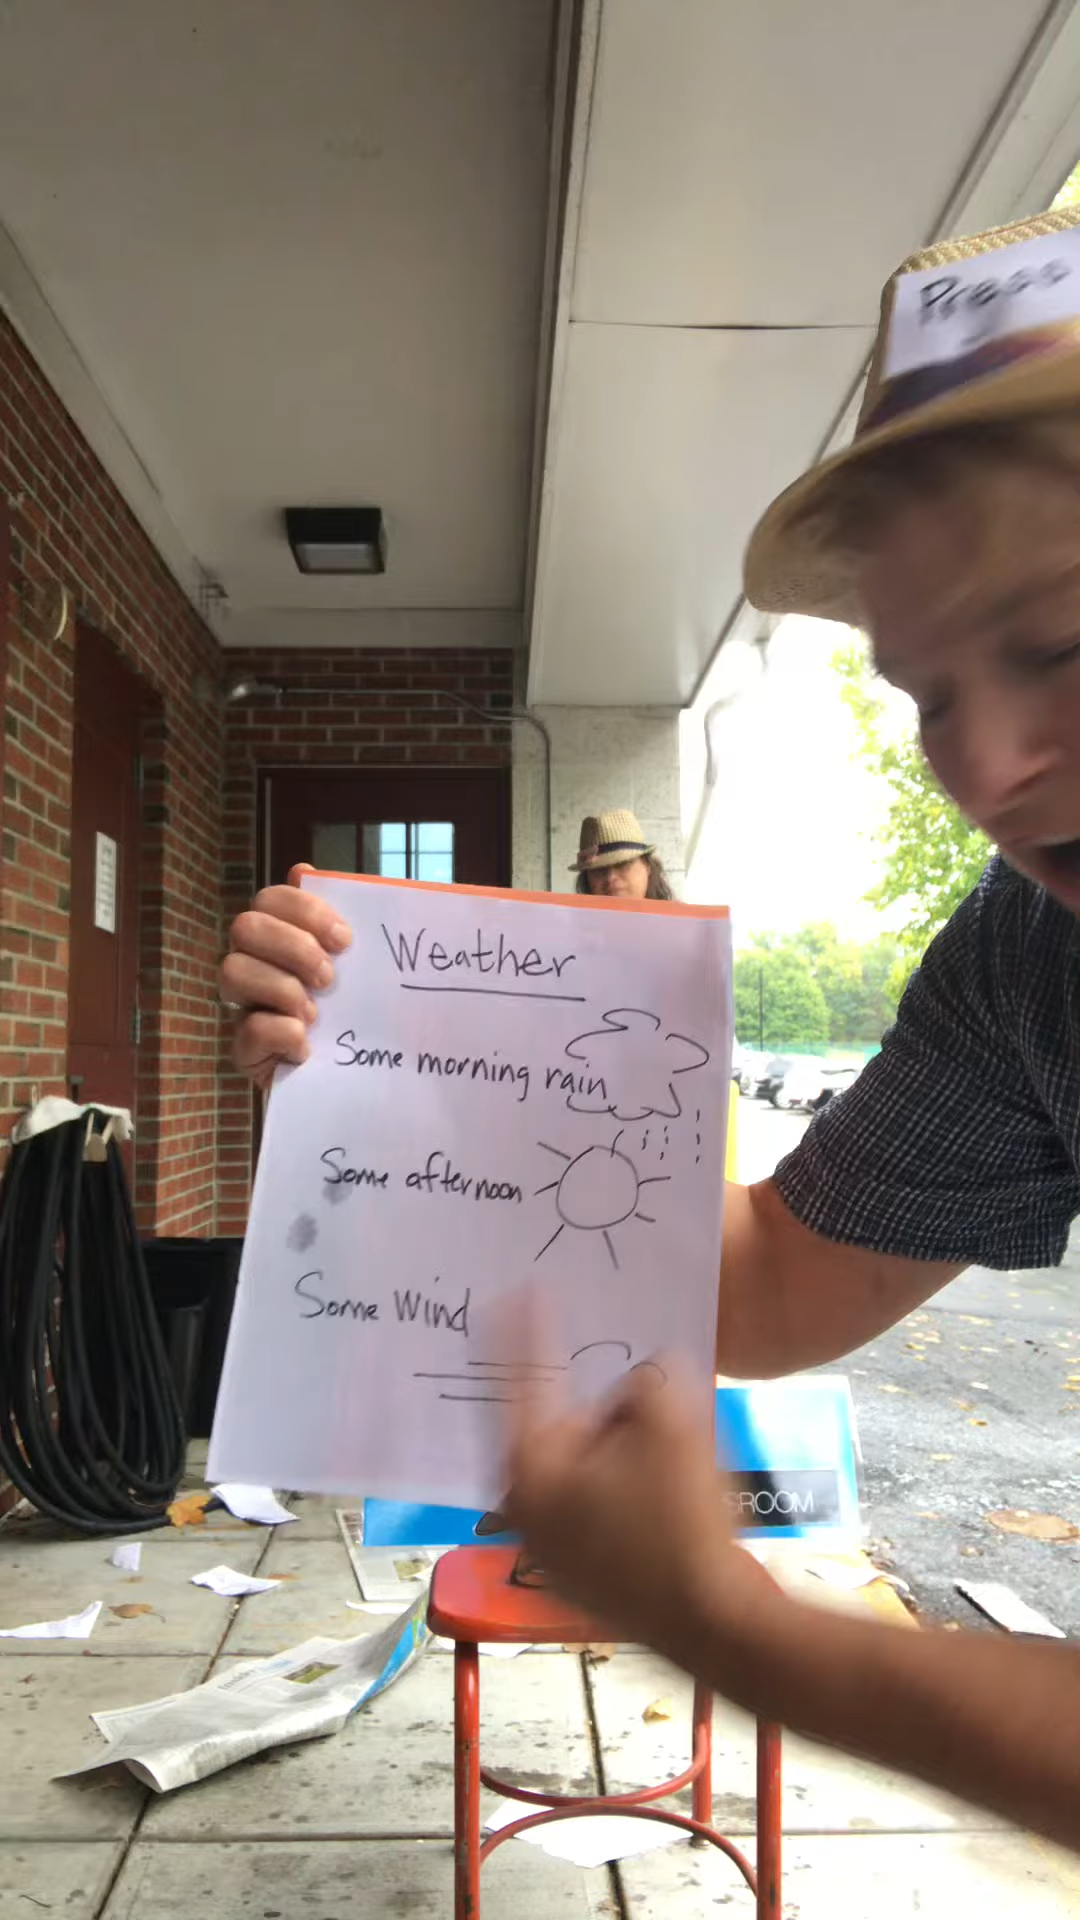 Press
Weather
Some morning rain
Some afternoon
Some Wind
SROOM